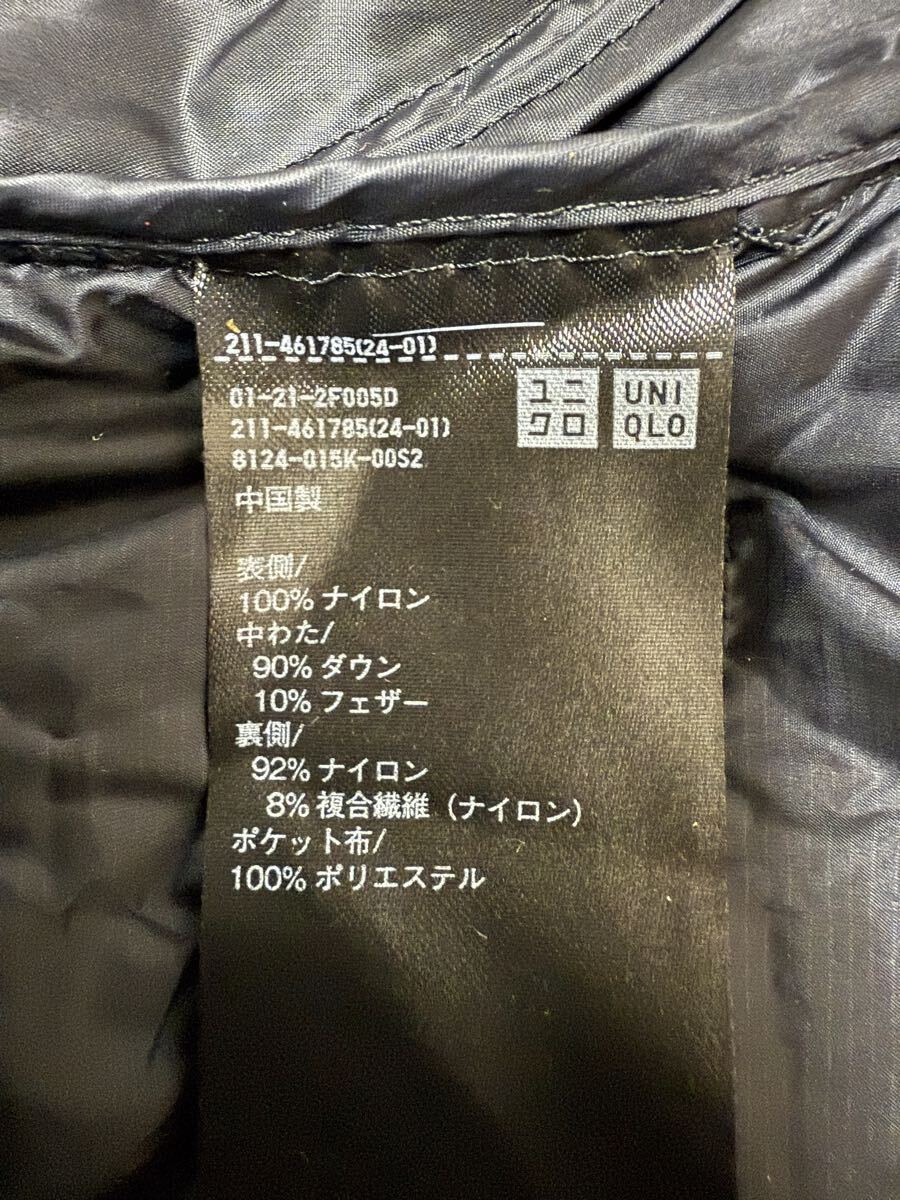 211-461785(24-01)
01-21-2F005D
211-461785(24-01)
8124-015K-00S2
ユニ
クロ
UNI
QLO
中国製
表側/
100% ナイロン
中わた/
90% ダウン
10% フェザー
裏側/
92% ナイロン
8% 複合繊維 (ナイロン)
ポケット布/
100% ポリエステル